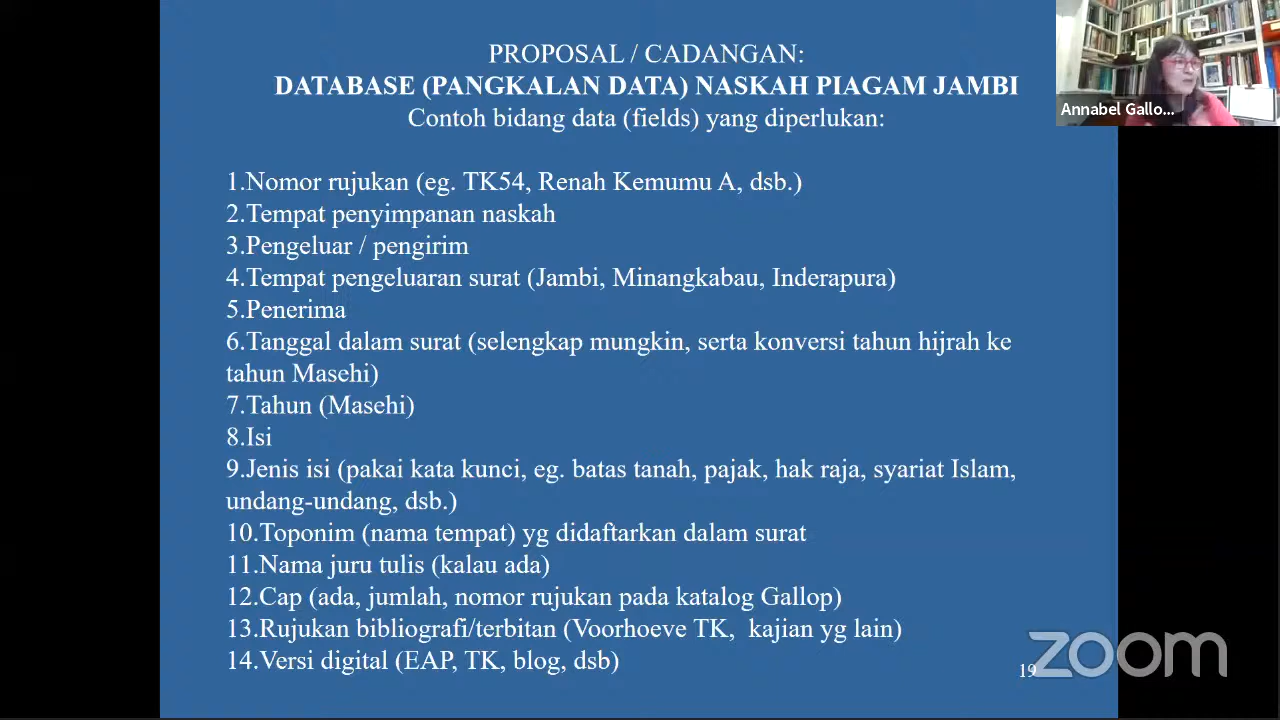 PROPOSAL / CADANGAN:
DATABASE (PANGKALAN DATA) NASKAH PIAGAM JAMBI
Contoh bidang data (fields) yang diperlukan:
Annabel Gallo...
1.Nomor rujukan (eg. TK54, Renah Kemumu A, dsb.)
2.Tempat penyimpanan naskah
3.Pengeluar / pengirim
4.Tempat pengeluaran surat (Jambi, Minangkabau, Inderapura)
5.Penerima
6.Tanggal dalam surat (selengkap mungkin, serta konversi tahun hijrah ke
tahun Masehi)
7.Tahun (Masehi)
8.Isi
9.Jenis isi (pakai kata kunci, eg. batas tanah, pajak, hak raja, syariat Islam,
undang-undang, dsb.)
10.Toponim (nama tempat) yg didaftarkan dalam surat
11.Nama juru tulis (kalau ada)
12.Cap (ada, jumlah, nomor rujukan pada katalog Gallop)
13.Rujukan bibliografi/terbitan (Voorhoeve TK,  kajian yg lain)
14.Versi digital (EAP, TK, blog, dsb)
19
zoom